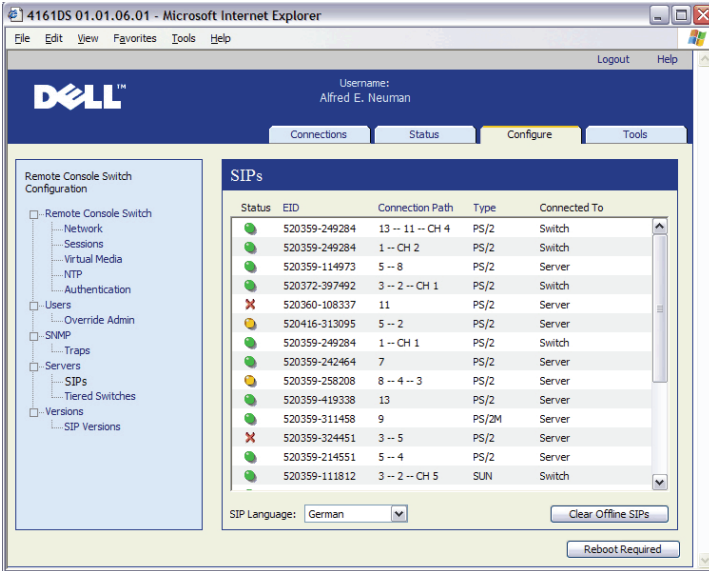 4161DS 01.01.06.01 - Microsoft Internet Explorer
File Edit View Favorites Tools Help
Logout Help
DELL™
Username:
Alfred E. Neuman
Connections Status Configure Tools
Remote Console Switch
Configuration
Remote Console Switch
Network
Sessions
Virtual Media
NTP
Authentication
Users
Override Admin
SNMP
Traps
Servers
SIPs
Tiered Switches
Versions
SIP Versions
SIPs
Status EID Connection Path Type Connected To
520359-249284 13 -- 11 -- CH 4 PS/2 Switch
520359-249284 1 -- CH 2 PS/2 Switch
520359-114973 5 -- 8 PS/2 Server
520372-397492 3 -- 2 -- CH 1 PS/2 Switch
520360-108337 11 PS/2 Server
520416-313095 5 -- 2 PS/2 Server
520359-249284 1 -- CH 1 PS/2 Switch
520359-242464 7 PS/2 Server
520359-258208 8 -- 4 -- 3 PS/2 Server
520359-419338 13 PS/2 Server
520359-311458 9 PS/2M Server
520359-324451 3 -- 5 PS/2 Server
520359-214551 5 -- 4 PS/2 Server
520359-111812 3 -- 2 -- CH 5 SUN Switch
SIP Language: German Clear Offline SIPs
Reboot Required